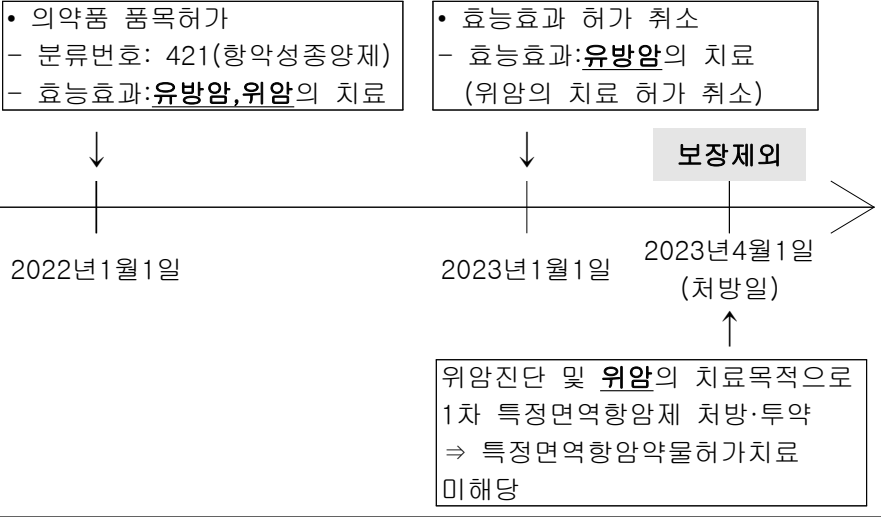 • 의약품 품목허가
- 분류번호: 421(항악성종양제)
- 효능효과:유방암,위암의 치료
• 효능효과 허가 취소
- 효능효과:유방암의 치료
(위암의 치료 허가 취소)
보장제외
2022년1월1일
2023년1월1일
2023년4월1일
(처방일)
위암진단 및 위암의 치료목적으로
1차 특정면역항암제 처방·투약
⇒ 특정면역항암약물허가치료
미해당